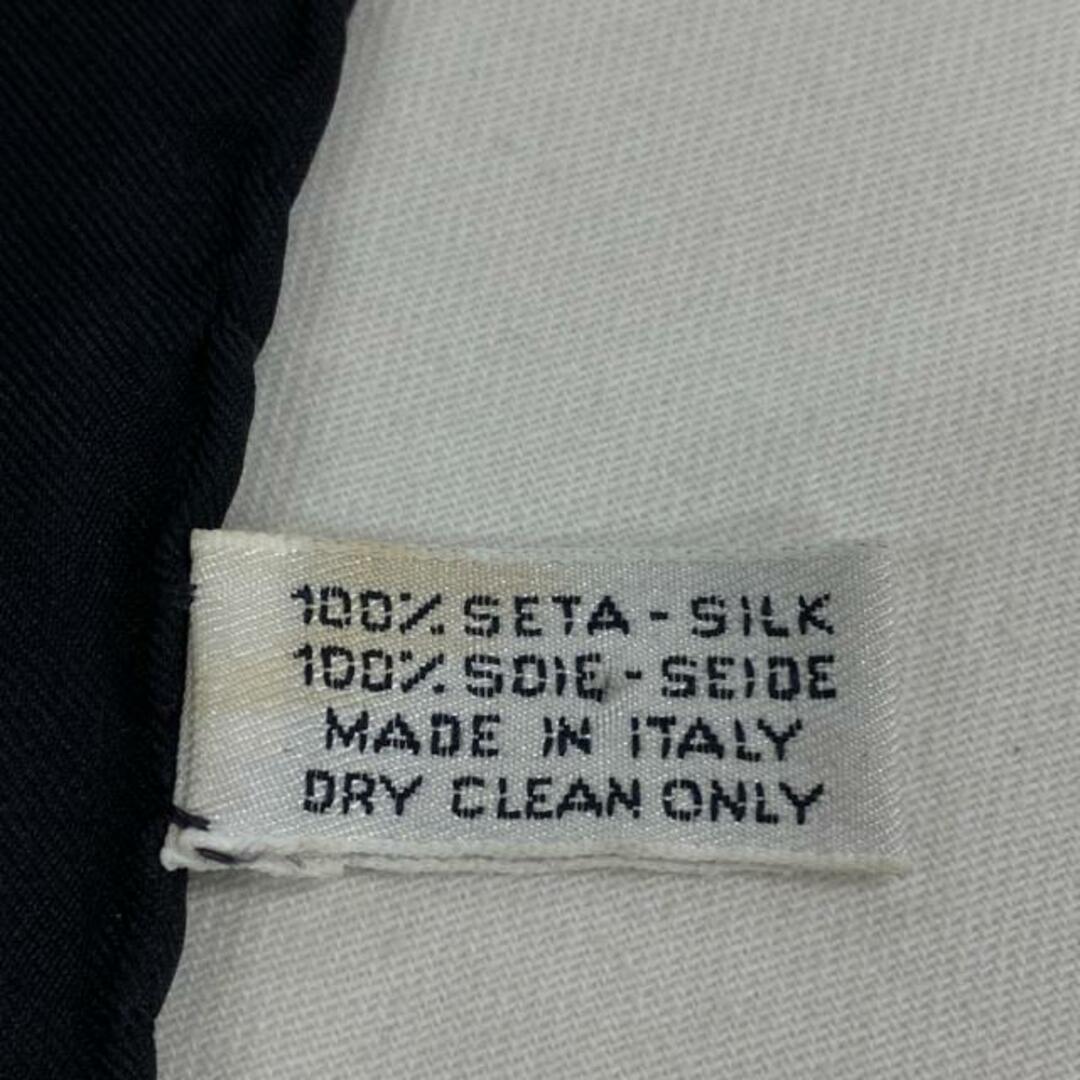 100% SETA - SILK
100% SOIE - SEIDE
MADE IN ITALY
DRY CLEAN ONLY